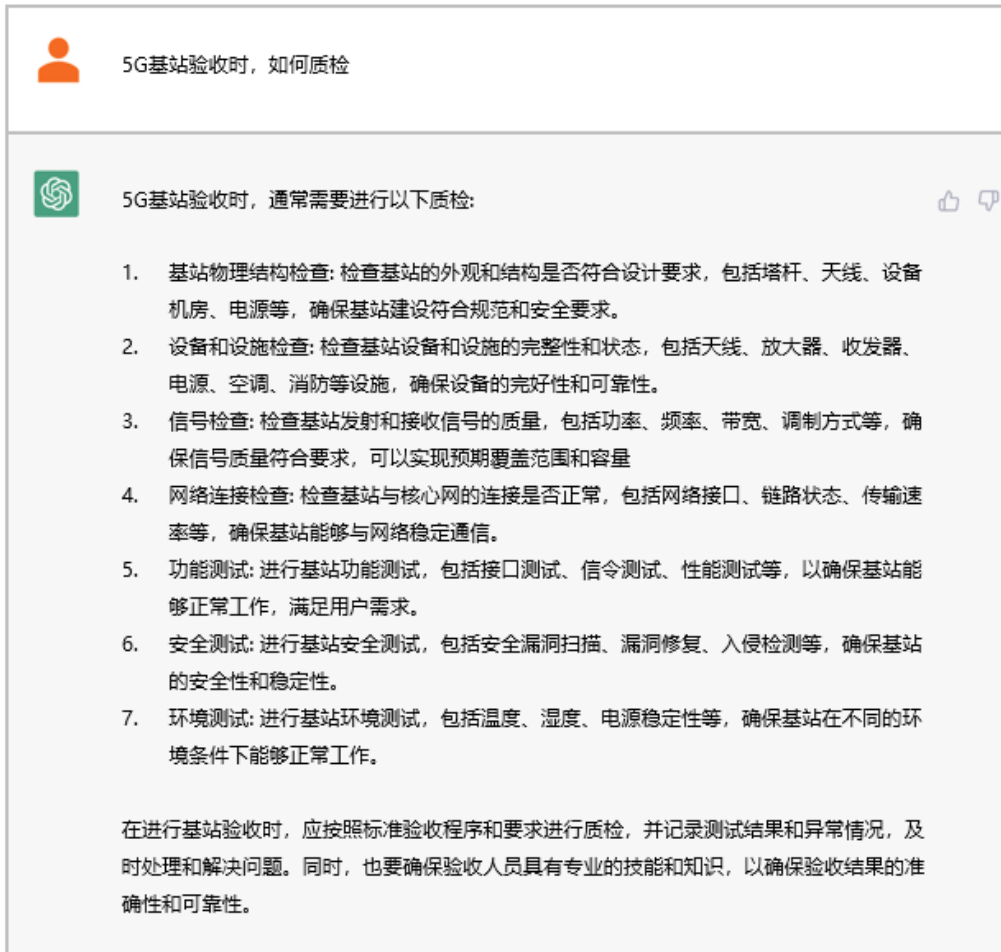 5G基站验收时，如何质检
5G基站验收时，通常需要进行以下质检:
1. 基站物理结构检查: 检查基站的外观和结构是否符合设计要求，包括塔杆、天线、设备
机房、电源等，确保基站建设符合规范和安全要求。
2. 设备和设施检查: 检查基站设备和设施的完整性和状态，包括天线、放大器、收发器、
电源、空调、消防等设施，确保设备的完好性和可靠性。
3. 信号检查: 检查基站发射和接收信号的质量，包括功率、频率、带宽、调制方式等，确
保信号质量符合要求，可以实现预期覆盖范围和容量
4. 网络连接检查: 检查基站与核心网的连接是否正常，包括网络接口、链路状态、传输速
率等，确保基站能够与网络稳定通信。
5. 功能测试: 进行基站功能测试，包括接口测试、信令测试、性能测试等，以确保基站能
够正常工作，满足用户需求。
6. 安全测试: 进行基站安全测试，包括安全漏洞扫描、漏洞修复、入侵检测等，确保基站
的安全性和稳定性。
7. 环境测试: 进行基站环境测试，包括温度、湿度、电源稳定性等，确保基站在不同的环
境条件下能够正常工作。
在进行基站验收时，应按照标准验收程序和要求进行质检，并记录测试结果和异常情况，及
时处理和解决问题。同时，也要确保验收人员具有专业的技能和知识，以确保验收结果的准
确性和可靠性。